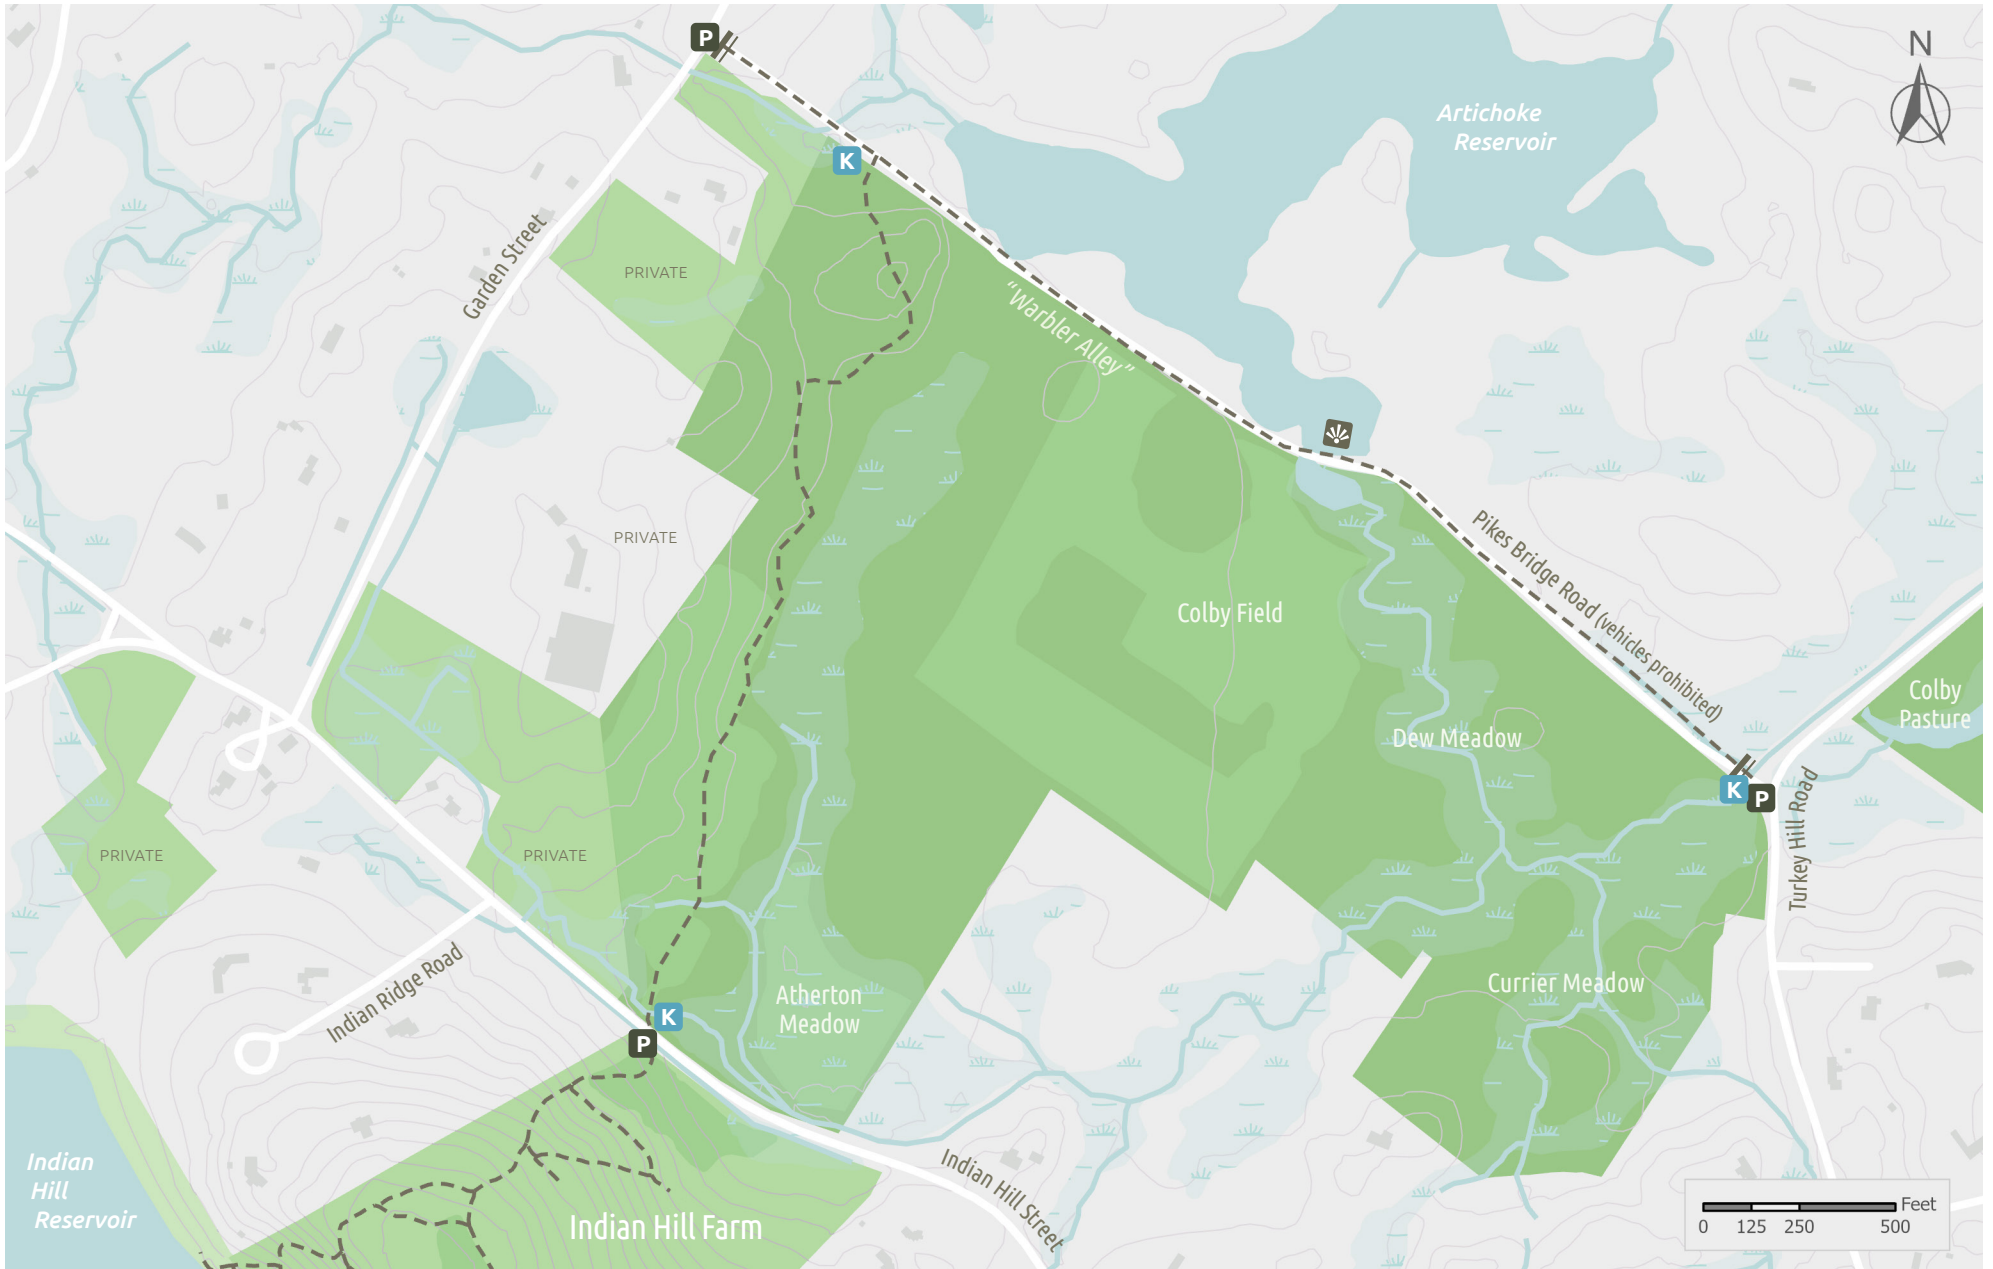 P
N
Artichoke
Reservoir
K
Garden Street
PRIVATE
“Warbler Alley”
PRIVATE
Pikes Bridge Road (vehicles prohibited)
Colby Field
Colby
Pasture
Dew Meadow
K
P
Turkey Hill Road
PRIVATE
PRIVATE
Currier Meadow
Indian Ridge Road
Atherton
Meadow
K
P
Indian
Hill
Reservoir
Indian Hill Street
Indian Hill Farm
Feet
0 125 250 500